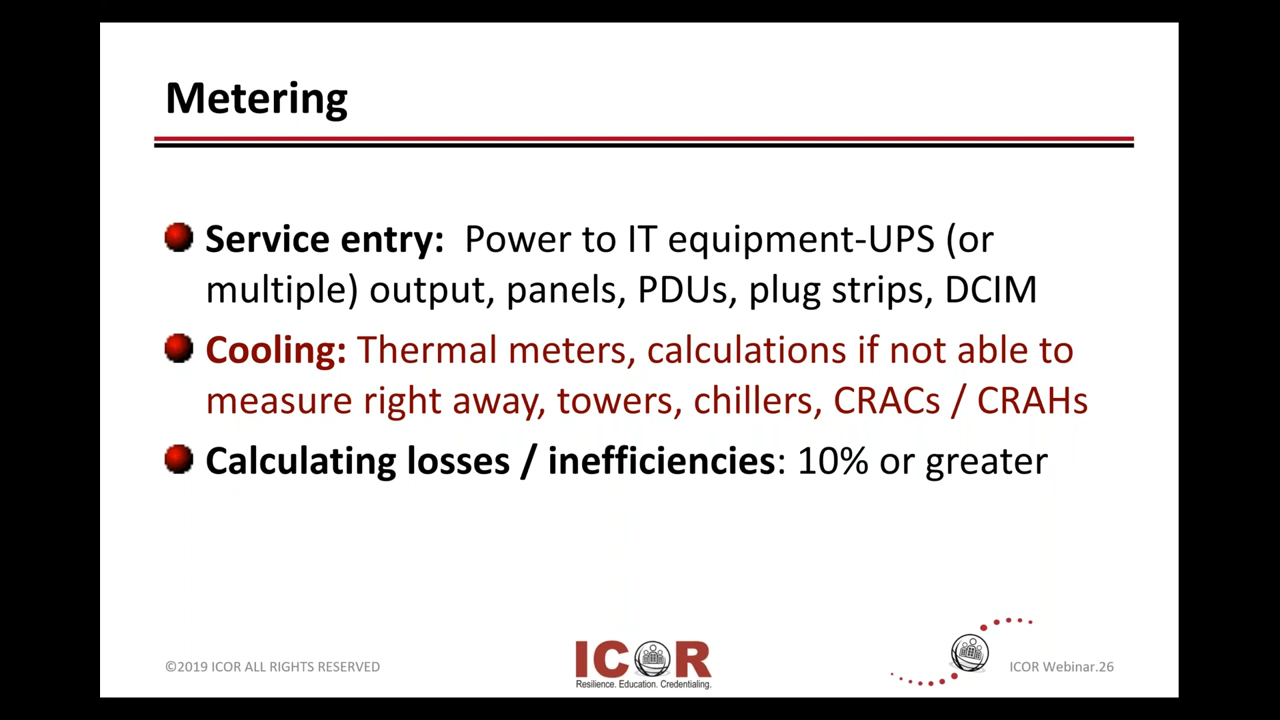 Metering
Service entry:  Power to IT equipment-UPS (or
multiple) output, panels, PDUs, plug strips, DCIM
Cooling: Thermal meters, calculations if not able to
measure right away, towers, chillers, CRACs / CRAHs
Calculating losses / inefficiencies: 10% or greater
©2019 ICOR ALL RIGHTS RESERVED
ICOR
Resilience. Education. Credentialing.
ICOR Webinar.26